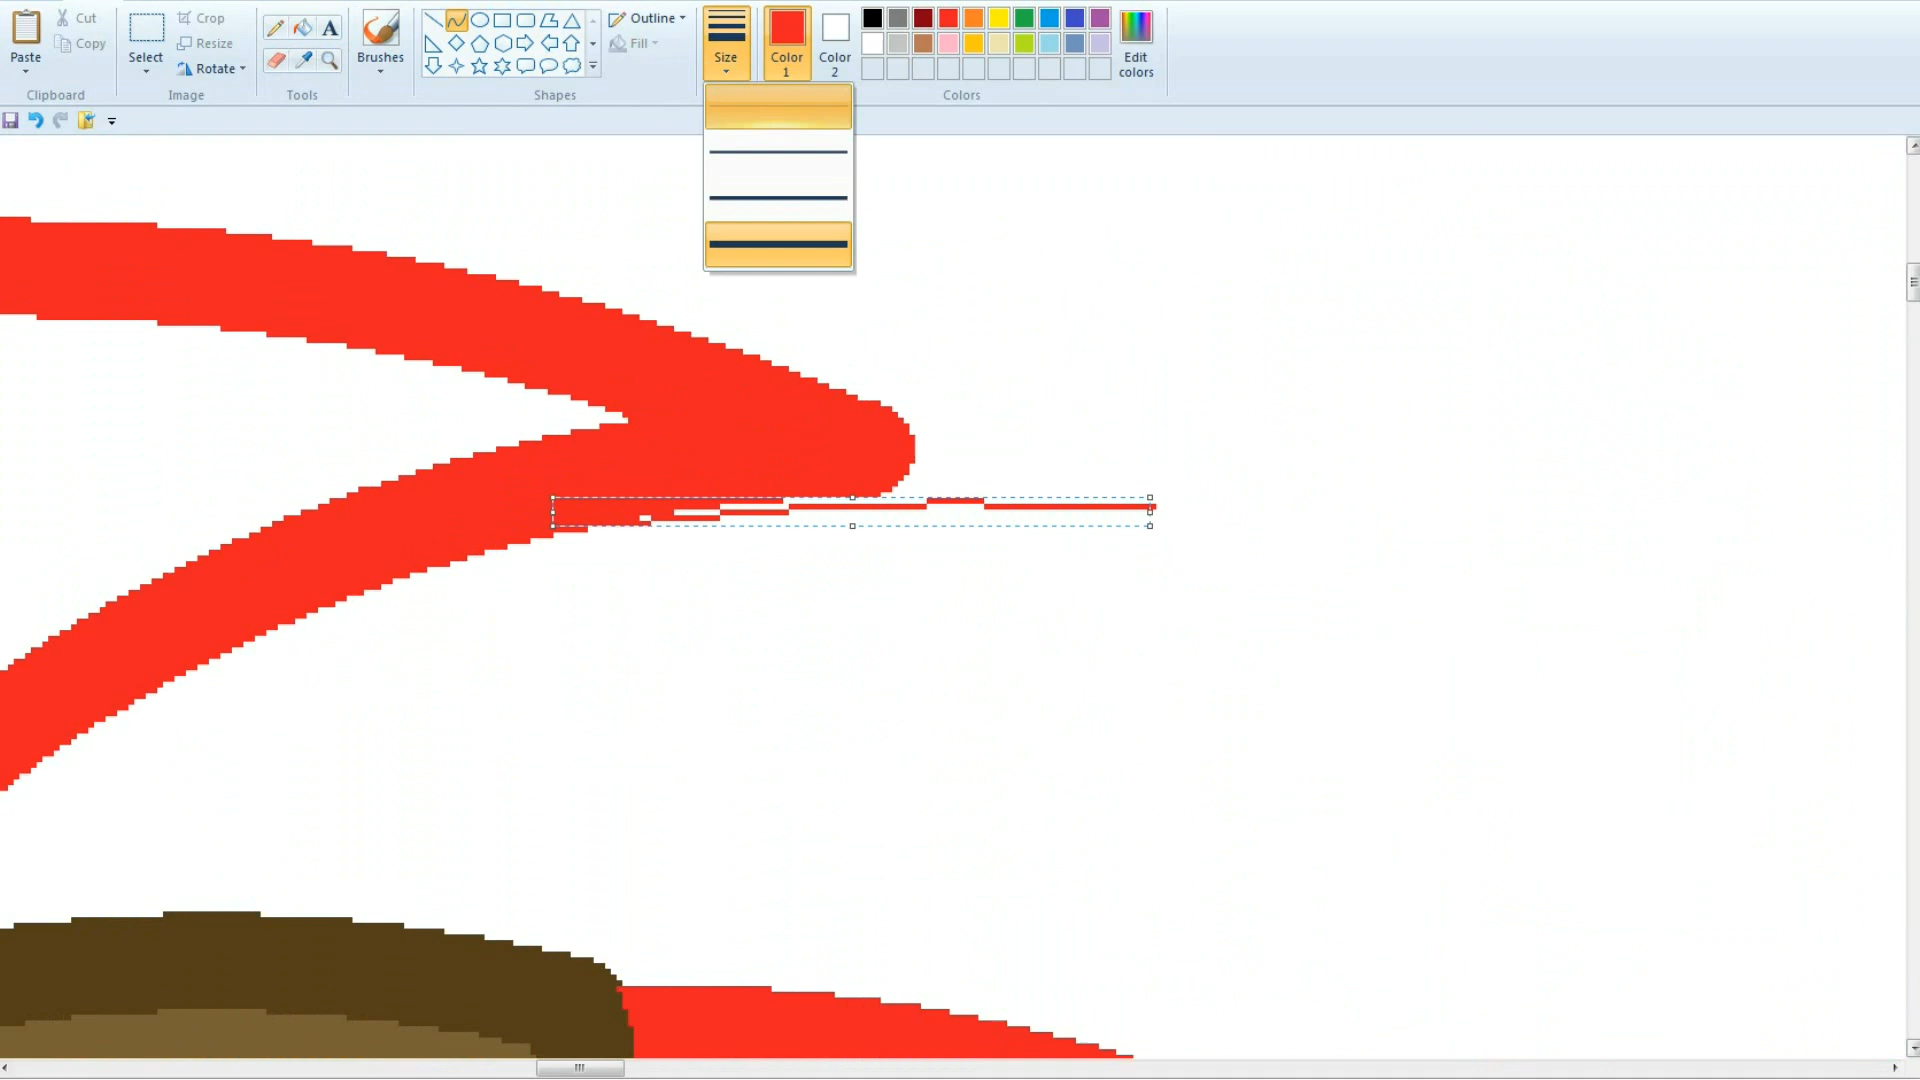 Paste
Cut
Copy
Clipboard
Select
Crop
Resize
Rotate
Image
A
Tools
Brushes
Outline
Fill
Shapes
Size
Color
1
Color
2
Edit
colors
Colors